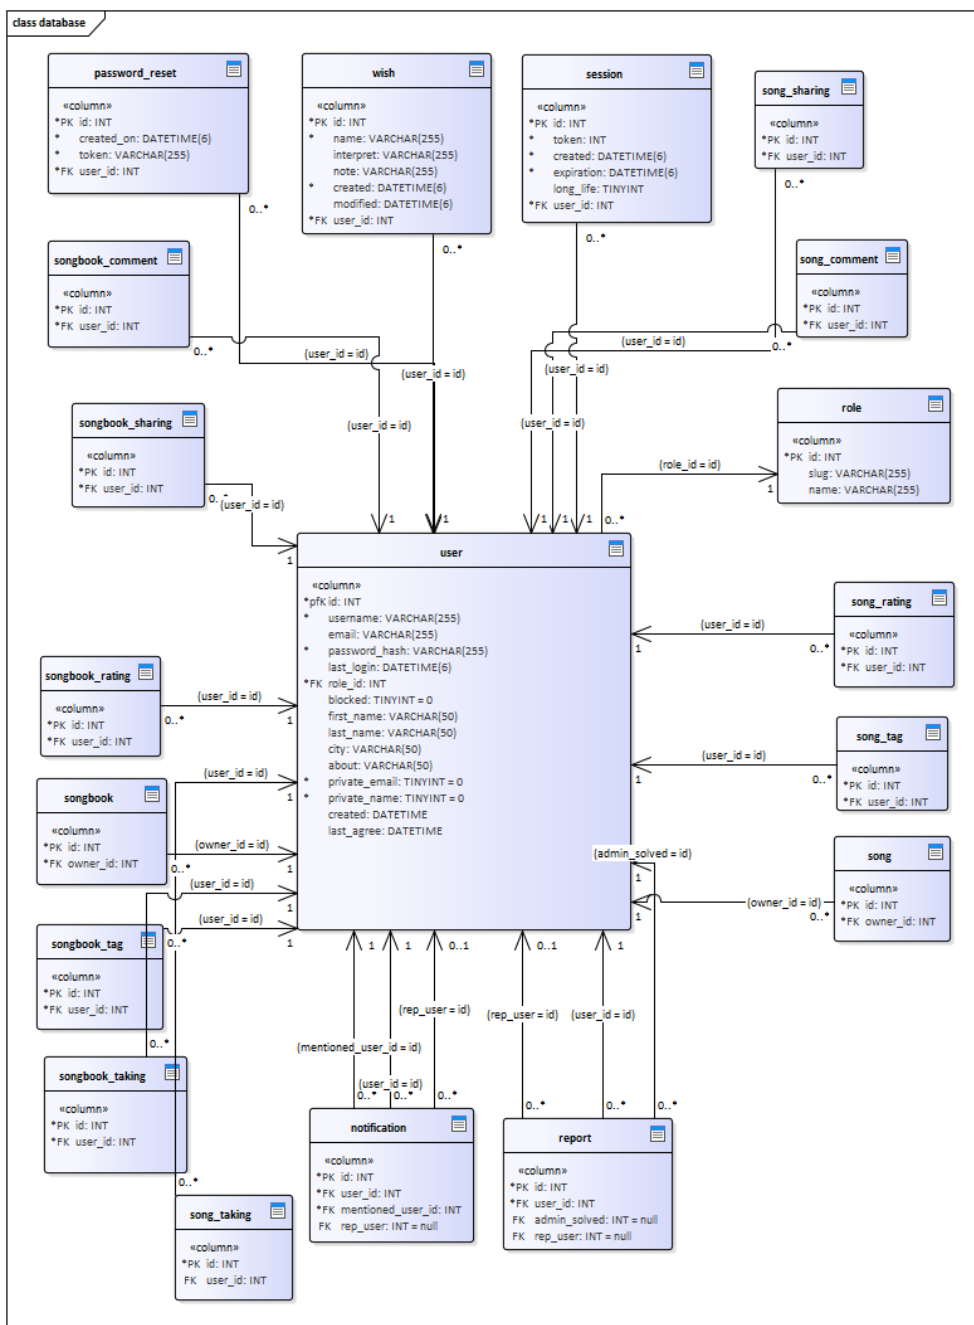 class database
password_reset
«column»
*PK id: INT
* created_on: DATETIME(6)
* token: VARCHAR(255)
*FK user_id: INT
0..*
wish
«column»
*PK id: INT
* name: VARCHAR(255)
interpret: VARCHAR(255)
note: VARCHAR(255)
* created: DATETIME(6)
modified: DATETIME(6)
*FK user_id: INT
0..*
session
«column»
*PK id: INT
* token: INT
* created: DATETIME(6)
* expiration: DATETIME(6)
long_life: TINYINT
*FK user_id: INT
0..*
song_sharing
«column»
*PK id: INT
*FK user_id: INT
0..*
songbook_comment
«column»
*PK id: INT
*FK user_id: INT
0..*
song_comment
«column»
*PK id: INT
*FK user_id: INT
0..*
(user_id = id)
(user_id = id)
(user_id = id)
(user_id = id)
(user_id = id)
(user_id = id)
songbook_sharing
«column»
*PK id: INT
*FK user_id: INT
0..*
(user_id = id)
1
role
«column»
*PK id: INT
slug: VARCHAR(255)
name: VARCHAR(255)
(role_id = id)
1
0..*
1
1
1
1
1
user
«column»
*pfK id: INT
* username: VARCHAR(255)
email: VARCHAR(255)
* password_hash: VARCHAR(255)
last_login: DATETIME(6)
*FK role_id: INT
blocked: TINYINT = 0
first_name: VARCHAR(50)
last_name: VARCHAR(50)
city: VARCHAR(50)
about: VARCHAR(50)
* private_email: TINYINT = 0
* private_name: TINYINT = 0
created: DATETIME
last_agree: DATETIME
song_rating
«column»
*PK id: INT
*FK user_id: INT
(user_id = id)
1
0..*
songbook_rating
«column»
*PK id: INT
*FK user_id: INT
(user_id = id)
0..*
1
song_tag
«column»
*PK id: INT
*FK user_id: INT
(user_id = id)
1
0..*
songbook
«column»
*PK id: INT
*FK owner_id: INT
(user_id = id)
1
(owner_id = id)
0..*
1
song
«column»
*PK id: INT
*FK owner_id: INT
(admin_solved = id)
1
(owner_id = id)
1
0..*
(user_id = id)
1
songbook_tag
«column»
*PK id: INT
*FK user_id: INT
(user_id = id)
0..*
1
songbook_taking
«column»
*PK id: INT
*FK user_id: INT
0..*
song_taking
«column»
*PK id: INT
FK user_id: INT
0..*
1
1
0..1
0..1
1
(rep_user = id)
(rep_user = id)
(user_id = id)
(mentioned_user_id = id)
(user_id = id)
0..*
0..*
0..*
0..*
0..*
0..*
notification
«column»
*PK id: INT
*FK user_id: INT
*FK mentioned_user_id: INT
FK rep_user: INT = null
report
«column»
*PK id: INT
*FK user_id: INT
FK admin_solved: INT = null
FK rep_user: INT = null